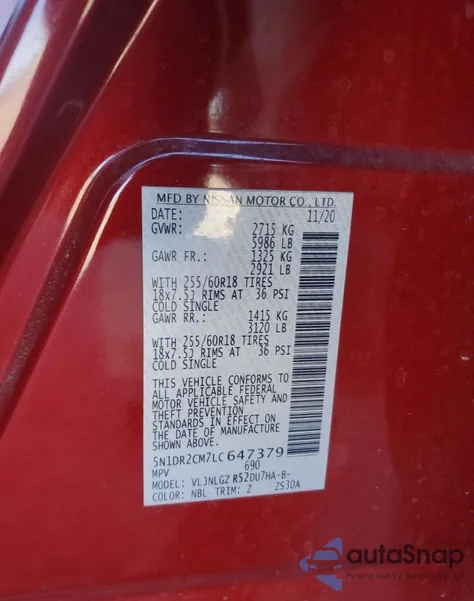 MFD BY NISSAN MOTOR CO., LTD.
DATE: 11/20
GVWR: 2715 KG
5986 LB
GAWR FR.: 1325 KG
2921 LB
WITH 255/60R18 TIRES
18x7.5J RIMS AT 36 PSI
COLD SINGLE
GAWR RR.: 1415 KG
3120 LB
WITH 255/60R18 TIRES
18x7.5J RIMS AT 36 PSI
COLD SINGLE
THIS VEHICLE CONFORMS TO
ALL APPLICABLE FEDERAL
MOTOR VEHICLE SAFETY AND
THEFT PREVENTION
STANDARDS IN EFFECT ON
THE DATE OF MANUFACTURE
SHOWN ABOVE.
5N1DR2CM7LC647379
MPV 690
MODEL: VLJNLGZ R52DU7HA-B-
COLOR: NBL TRIM: Z ZS30A
autaSnap